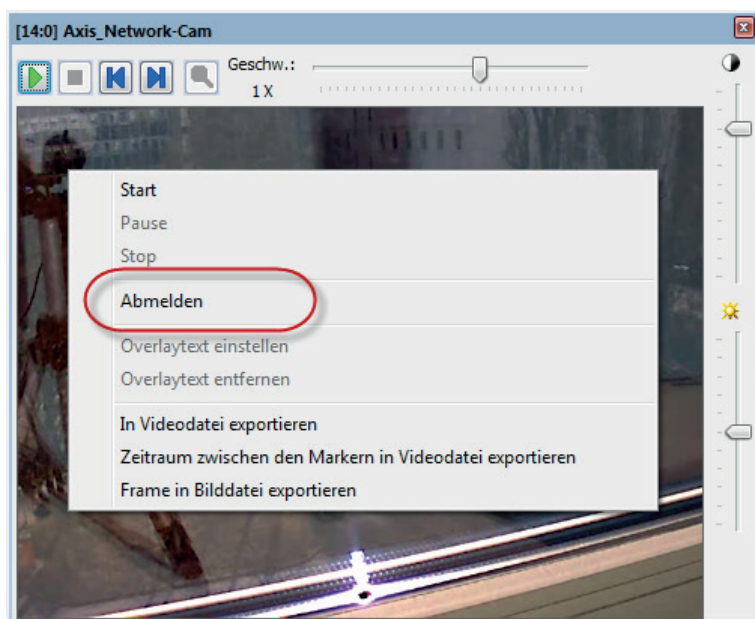 [14:0] Axis_Network-Cam
Geschw.:
1 X
Start
Pause
Stop
Abmelden
Overlaytext einstellen
Overlaytext entfernen
In Videodatei exportieren
Zeitraum zwischen den Markern in Videodatei exportieren
Frame in Bilddatei exportieren